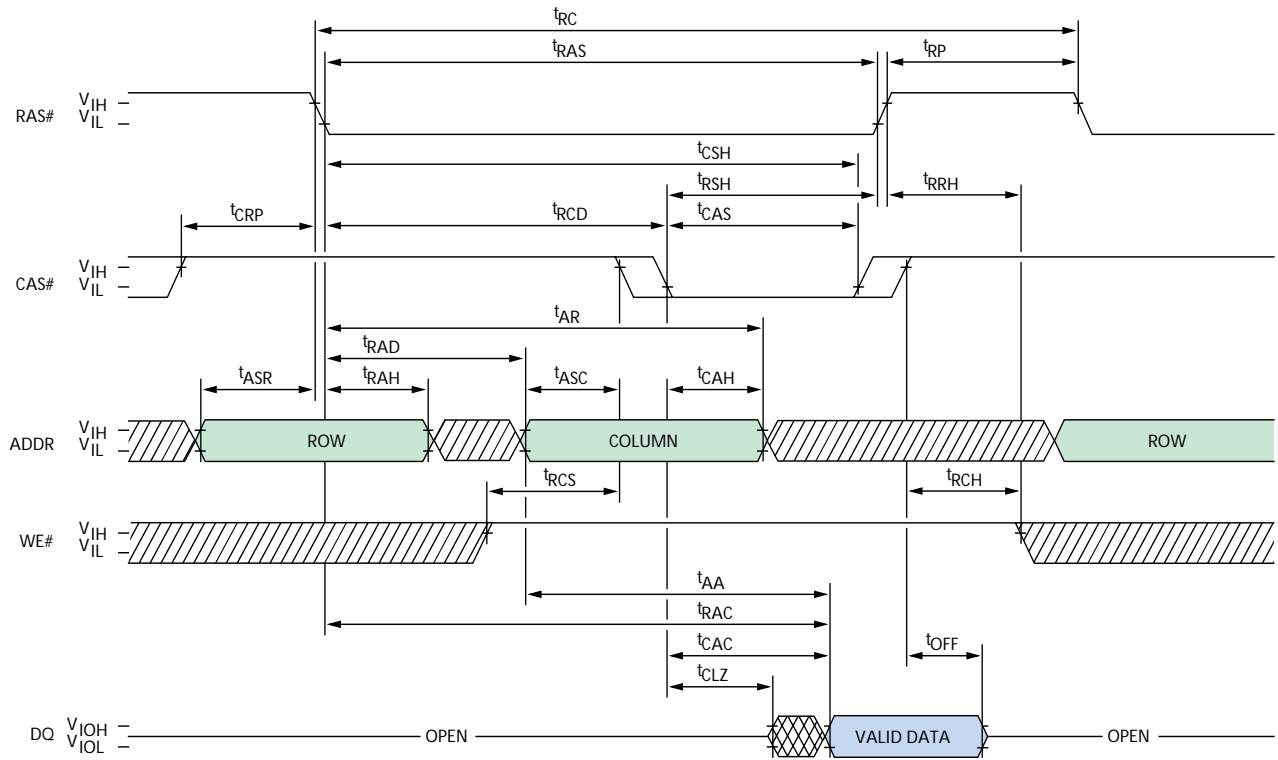 tRC
tRAS
tRP
RAS#
VIH
VIL
tCSH
tRSH
tRRH
tCRP
tRCD
tCAS
CAS#
VIH
VIL
tAR
tRAD
tASR
tRAH
tASC
tCAH
ADDR
VIH
VIL
ROW
COLUMN
ROW
tRCS
tRCH
WE#
VIH
VIL
tAA
tRAC
tCAC
tOFF
tCLZ
DQ
VIOH
VIOL
OPEN
VALID DATA
OPEN